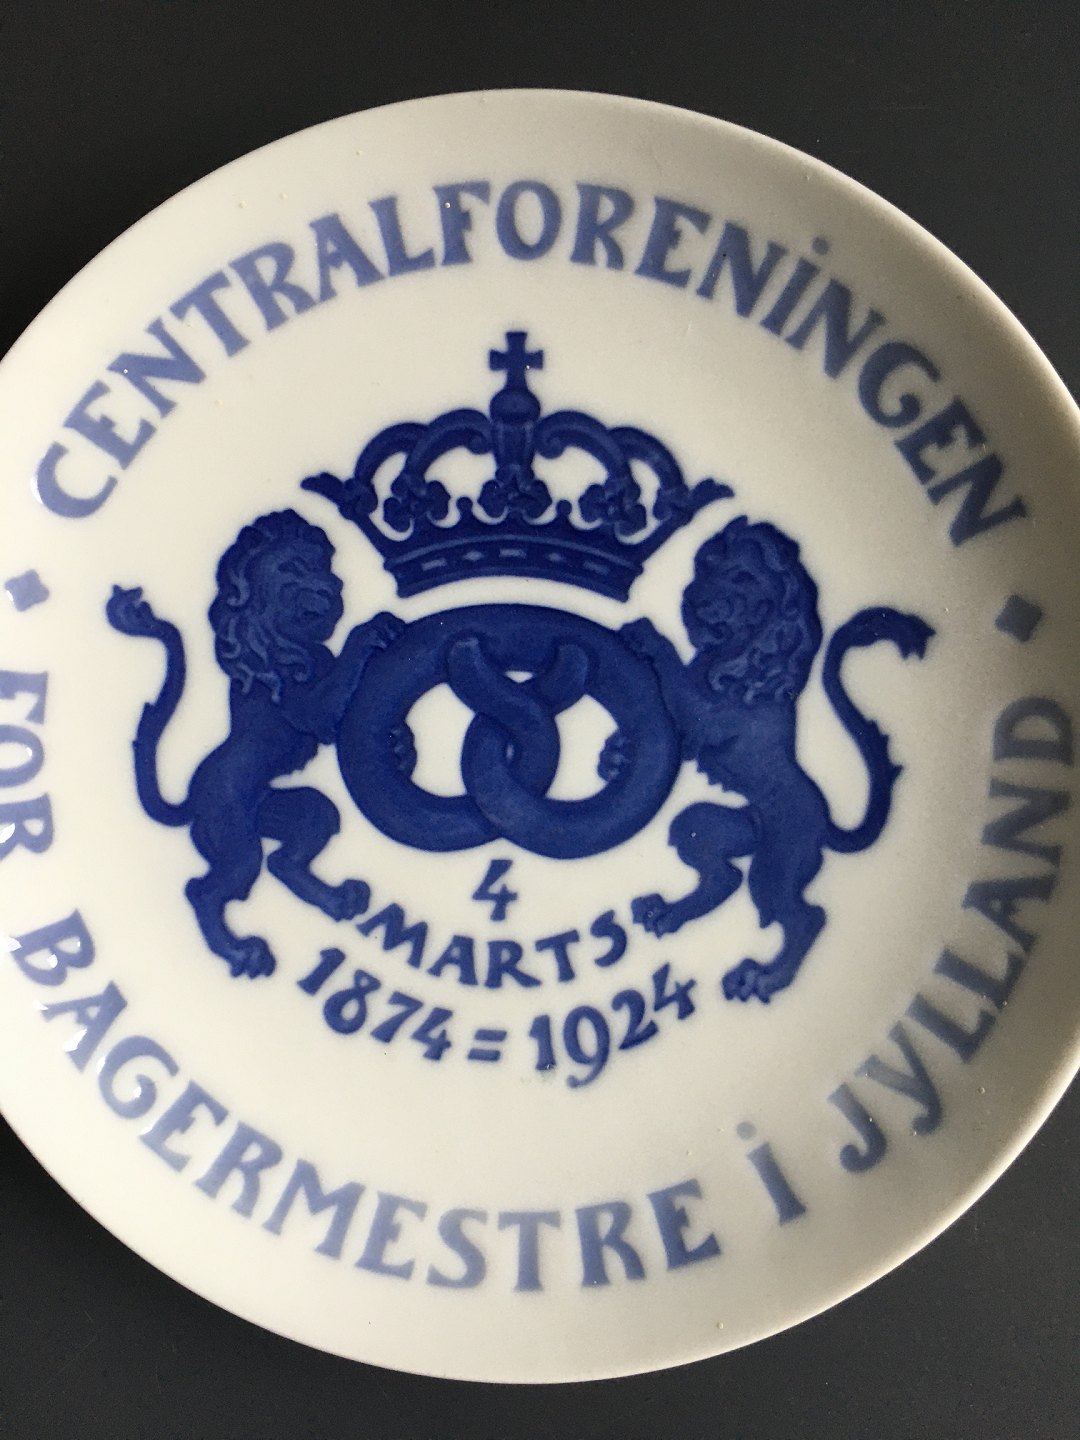 CENTRALFORENiNGEN
FOR BAGERMESTRE i JYLLAND
4
MARTS
1874=1924